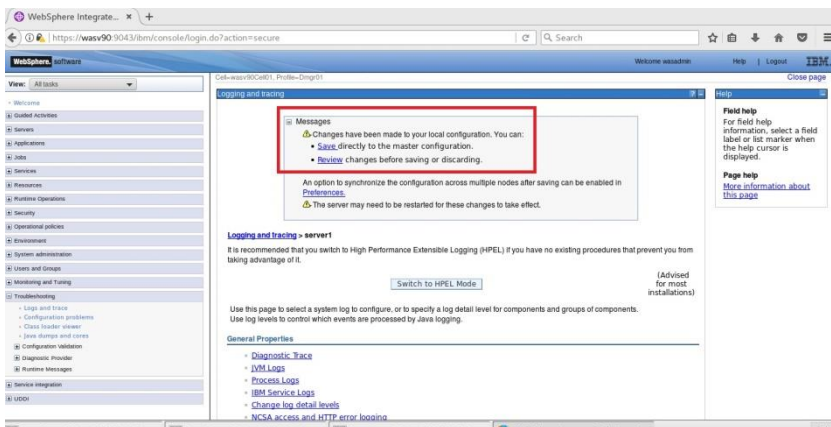 WebSphere Integrate...
https://wasv90:9043/ibm/console/login.do?action=secure
Search
WebSphere. software
Welcome wasadmin
Help | Logout
IBM.
Cell=wasv90Cell01, Profile=Dmgr01
Close page
View: All tasks
Welcome
Guided Activities
Servers
Applications
Jobs
Services
Resources
Runtime Operations
Security
Operational policies
Environment
System administration
Users and Groups
Monitoring and Tuning
Troubleshooting
Logs and trace
Configuration problems
Class loader viewer
Java dumps and cores
Configuration Validation
Diagnostic Provider
Runtime Messages
Service integration
UDDI
Logging and tracing
Messages
Changes have been made to your local configuration. You can:
Save directly to the master configuration.
Review changes before saving or discarding.
An option to synchronize the configuration across multiple nodes after saving can be enabled in
Preferences.
The server may need to be restarted for these changes to take effect.
Logging and tracing > server1
It is recommended that you switch to High Performance Extensible Logging (HPEL) if you have no existing procedures that prevent you from
taking advantage of it.
Switch to HPEL Mode
(Advised
for most
installations)
Use this page to select a system log to configure, or to specify a log detail level for components and groups of components.
Use log levels to control which events are processed by Java logging.
General Properties
Diagnostic Trace
JVM Logs
Process Logs
IBM Service Logs
Change log detail levels
NCSA access and HTTP error logging
Help
Field help
For field help
information, select a field
label or list marker when
the help cursor is
displayed.
Page help
More information about
this page